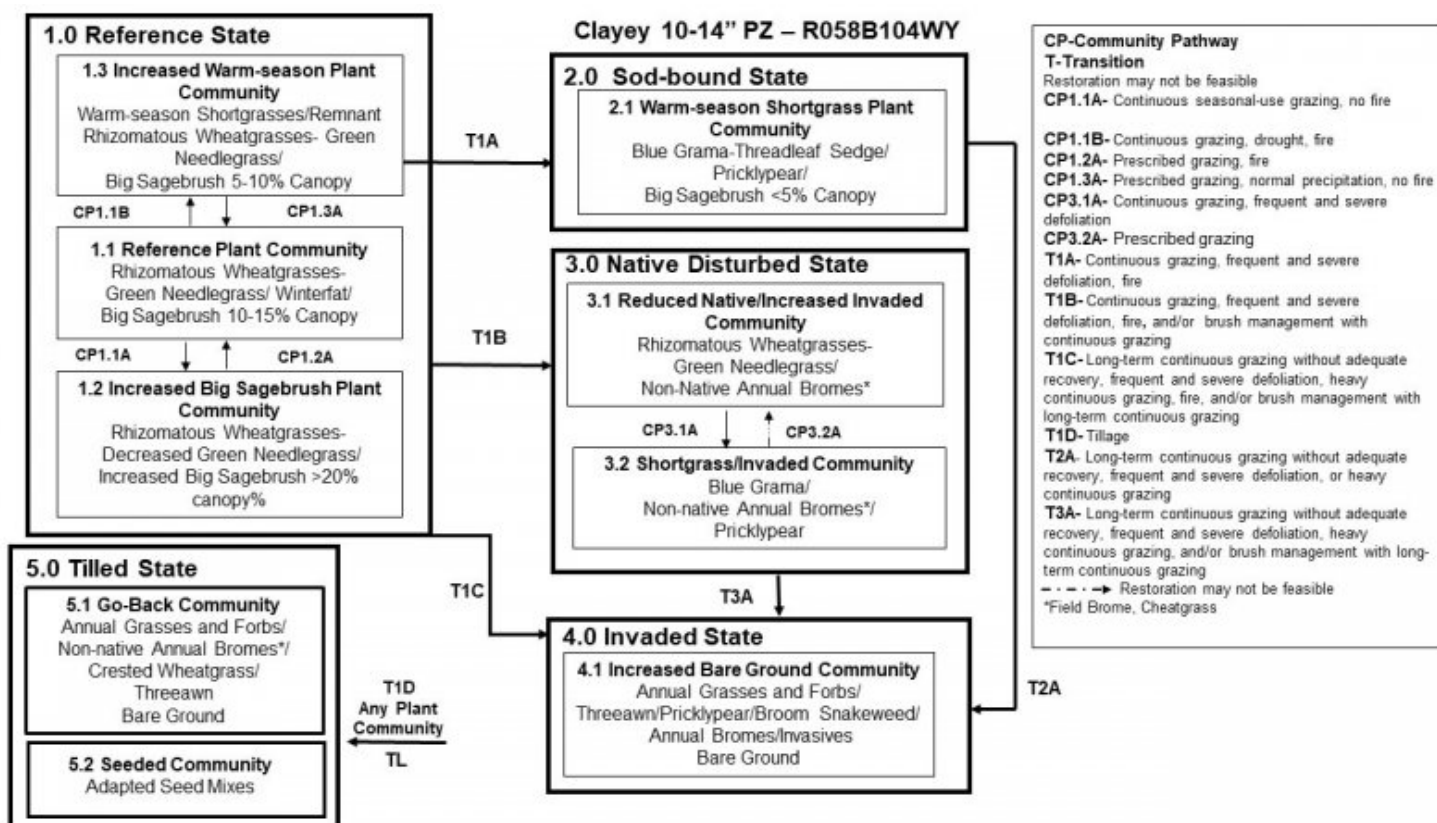 Clayey 10-14” PZ – R058B104WY
1.0 Reference State
1.3 Increased Warm-season Plant
Community
Warm-season Shortgrasses/Remnant
Rhizomatous Wheatgrasses- Green
Needlegrass/
Big Sagebrush 5-10% Canopy
CP1.1B
CP1.3A
1.1 Reference Plant Community
Rhizomatous Wheatgrasses-
Green Needlegrass/ Winterfat/
Big Sagebrush 10-15% Canopy
CP1.1A
CP1.2A
1.2 Increased Big Sagebrush Plant
Community
Rhizomatous Wheatgrasses-
Decreased Green Needlegrass/
Increased Big Sagebrush >20%
canopy%
T1A
T1B
T1C
2.0 Sod-bound State
2.1 Warm-season Shortgrass Plant
Community
Blue Grama-Threadleaf Sedge/
Pricklypear/
Big Sagebrush <5% Canopy
3.0 Native Disturbed State
3.1 Reduced Native/Increased Invaded
Community
Rhizomatous Wheatgrasses-
Green Needlegrass/
Non-Native Annual Bromes*
CP3.1A
CP3.2A
3.2 Shortgrass/Invaded Community
Blue Grama/
Non-native Annual Bromes*/
Pricklypear
T3A
T2A
4.0 Invaded State
4.1 Increased Bare Ground Community
Annual Grasses and Forbs/
Threeawn/Pricklypear/Broom Snakeweed/
Annual Bromes/Invasives
Bare Ground
5.0 Tilled State
5.1 Go-Back Community
Annual Grasses and Forbs/
Non-native Annual Bromes*/
Crested Wheatgrass/
Threeawn
Bare Ground
5.2 Seeded Community
Adapted Seed Mixes
T1D
Any Plant
Community
TL
CP-Community Pathway
T-Transition
Restoration may not be feasible
CP1.1A- Continuous seasonal-use grazing, no fire
CP1.1B- Continuous grazing, drought, fire
CP1.2A- Prescribed grazing, fire
CP1.3A- Prescribed grazing, normal precipitation, no fire
CP3.1A- Continuous grazing, frequent and severe
defoliation
CP3.2A- Prescribed grazing
T1A- Continuous grazing, frequent and severe
defoliation, fire
T1B- Continuous grazing, frequent and severe
defoliation, fire, and/or brush management with
continuous grazing
T1C- Long-term continuous grazing without adequate
recovery, frequent and severe defoliation, heavy
continuous grazing, fire, and/or brush management with
long-term continuous grazing
T1D- Tillage
T2A- Long-term continuous grazing without adequate
recovery, frequent and severe defoliation, or heavy
continuous grazing
T3A- Long-term continuous grazing without adequate
recovery, frequent and severe defoliation, heavy
continuous grazing, and/or brush management with long-
term continuous grazing
Restoration may not be feasible
*Field Brome, Cheatgrass